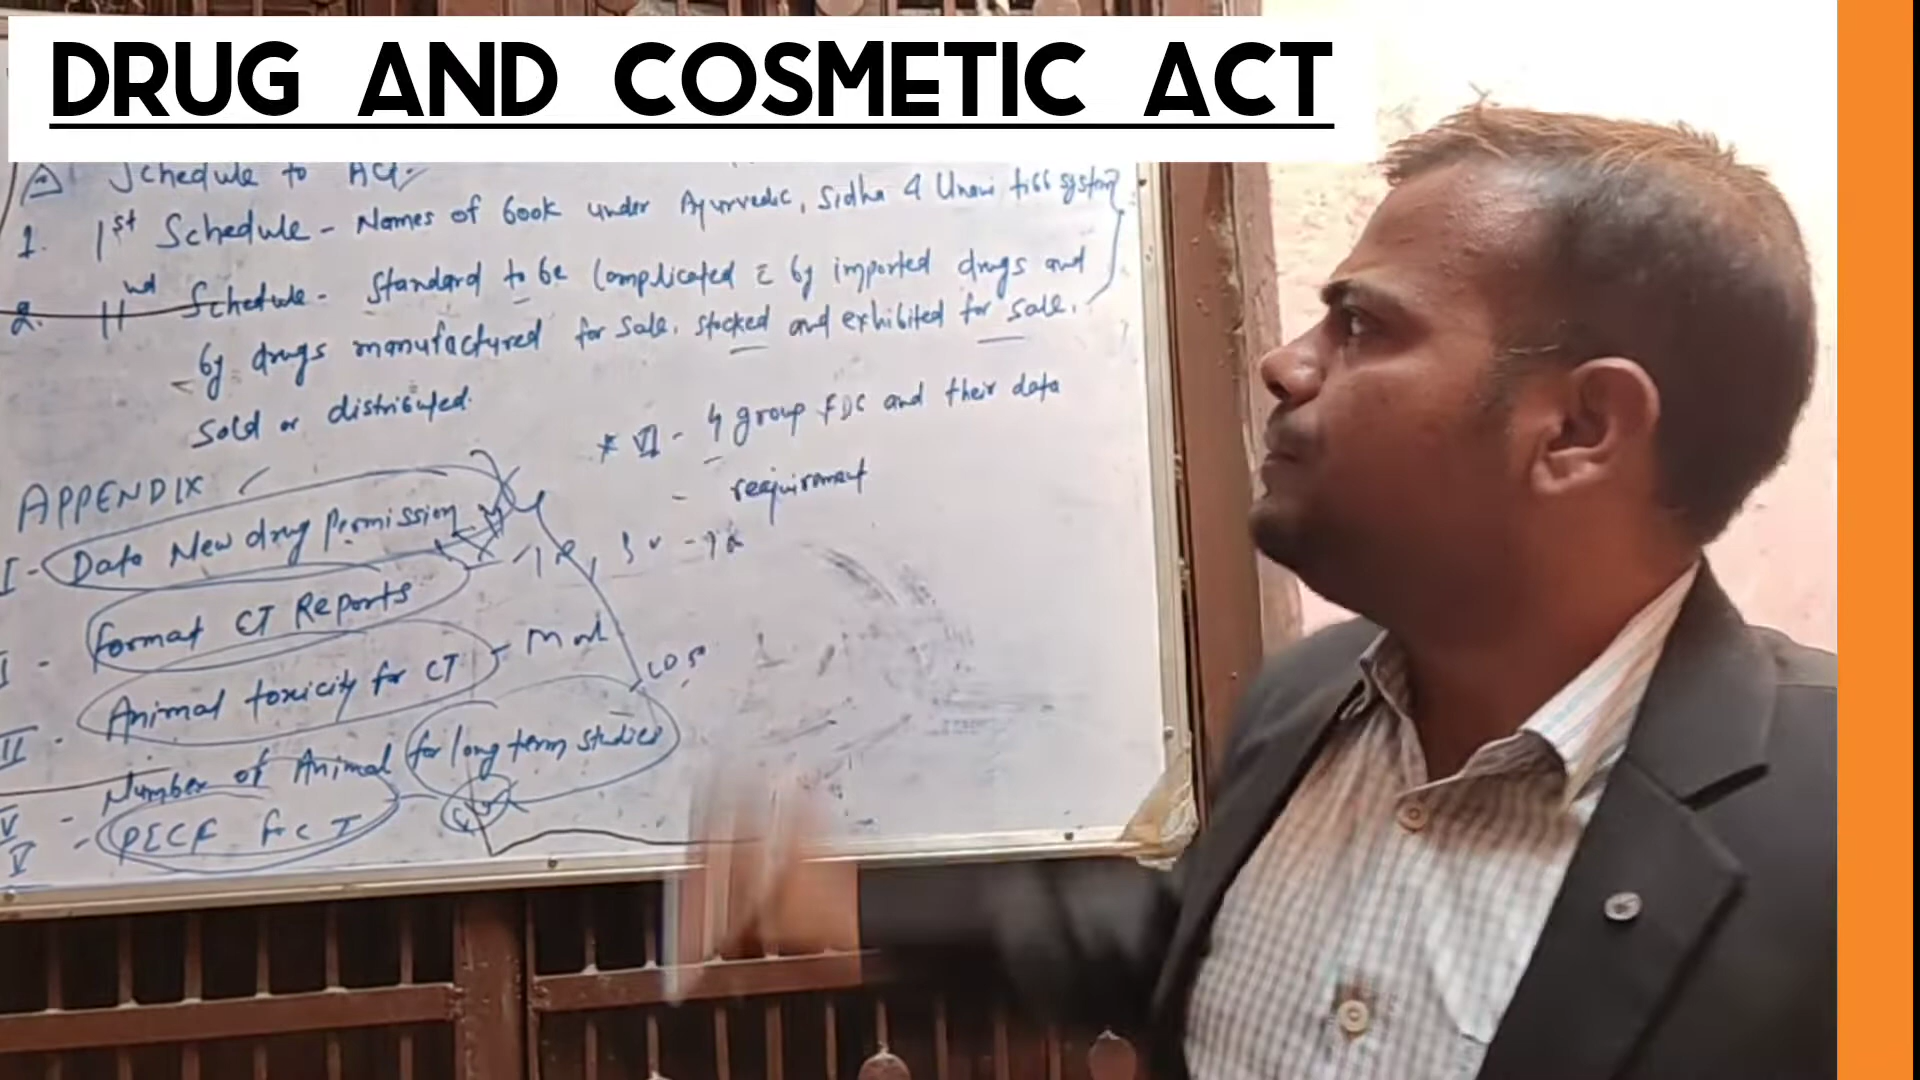 DRUG AND COSMETIC ACT
A Schedule to ACt
1. 1st Schedule - Names of book under Ayurvedic, Sidha & Unani tibb system
2. IInd Schedule - Standard to be Complicated c by imported drugs and
by drugs manufactured for sale, stocked and exhibited for sale.
sold or distributed.
* VI - 4 group FDC and their data
- requirement
APPENDIX
I - Data New drug permission
format CT Reports
Animal toxicity for CT
Number of Animal for long term studies
V - PECF